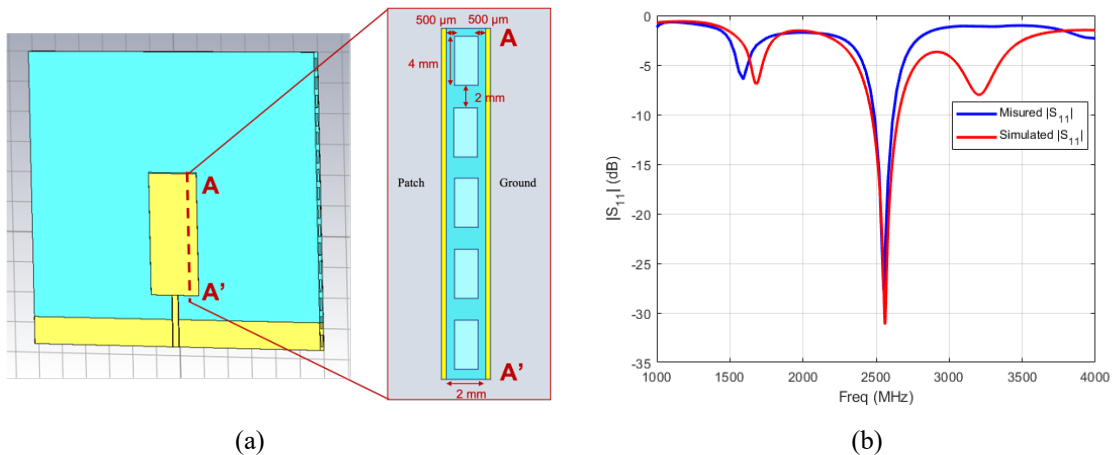 500 µm 500 µm
A
4 mm
2 mm
Patch
Ground
A
A'
A'
2 mm
(a)
0
-5
-10
-15
-20
-25
-30
-35
|S11| (dB)
Misured |S11|
Simulated |S11|
1000 1500 2000 2500 3000 3500 4000
Freq (MHz)
(b)